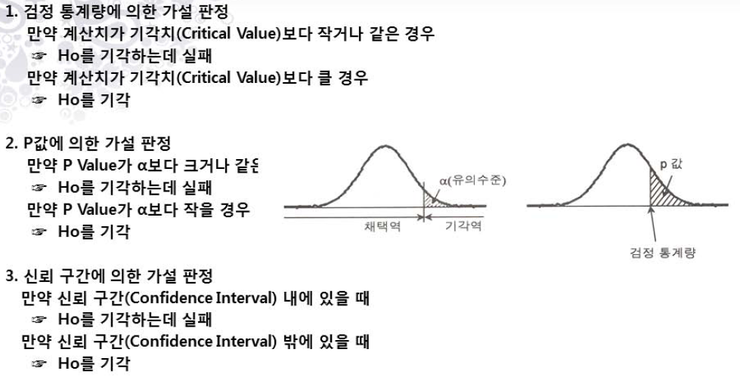 1. 검정 통계량에 의한 가설 판정
만약 계산치가 기각치(Critical Value)보다 작거나 같은 경우
☞ Ho를 기각하는데 실패
만약 계산치가 기각치(Critical Value)보다 클 경우
☞ Ho를 기각
2. P값에 의한 가설 판정
만약 P Value가 α보다 크거나 같은
☞ Ho를 기각하는데 실패
만약 P Value가 α보다 작을 경우
☞ Ho를 기각
α(유의수준)
채택역 기각역
p 값
검정 통계량
3. 신뢰 구간에 의한 가설 판정
만약 신뢰 구간(Confidence Interval) 내에 있을 때
☞ Ho를 기각하는데 실패
만약 신뢰 구간(Confidence Interval) 밖에 있을 때
☞ Ho를 기각